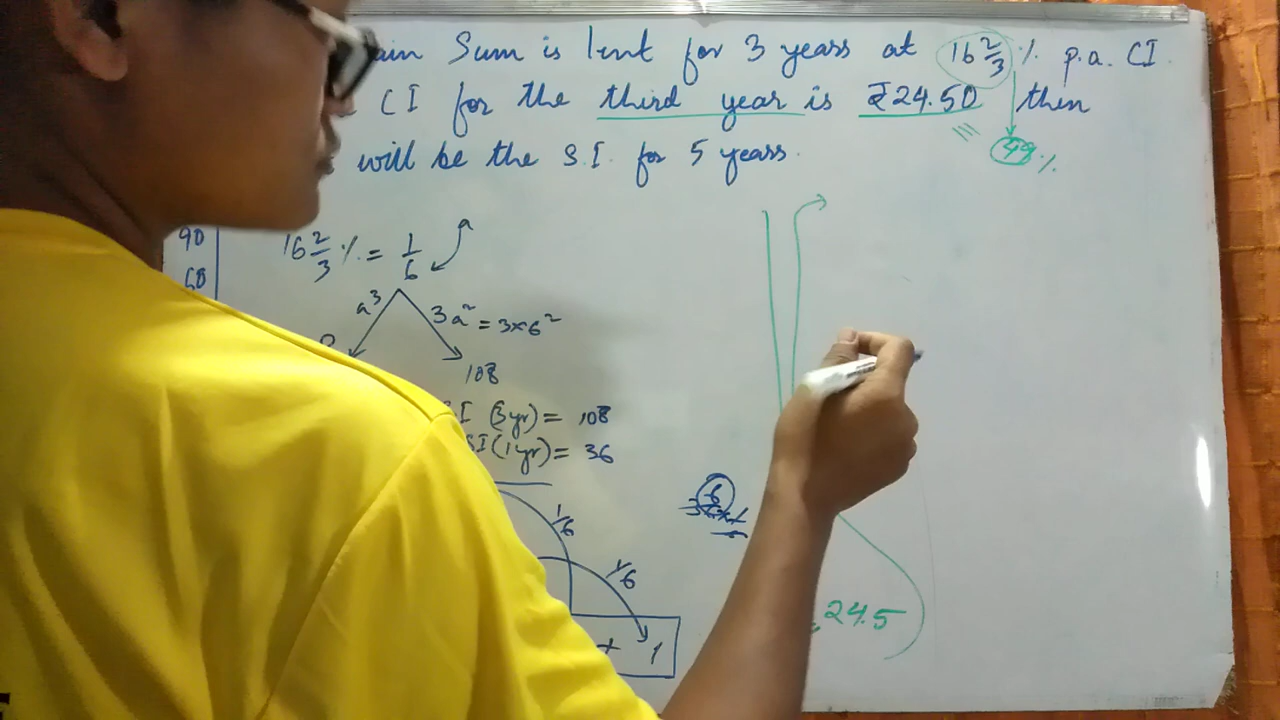 Sum is lent for 3 years at 16 2/3 % p.a. CI.
CI for the third year is ₹24.50 then
will be the S.I. for 5 years.
49 %
90
68
16 2/3 % = 1/6 a
a³
3a² = 3×6²
108
(3yr) = 108
SI (1yr) = 36
1/6
1/6
6
+ 1
24.5